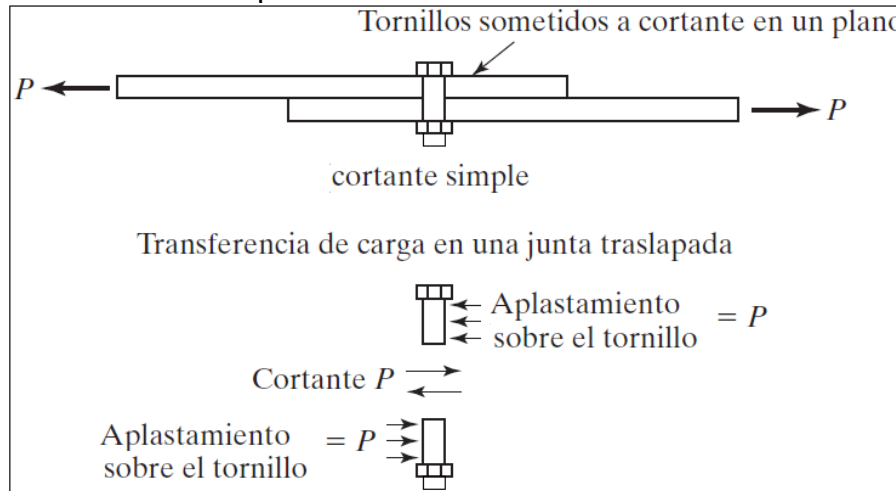 Tornillos sometidos a cortante en un plano
P
P
cortante simple
Transferencia de carga en una junta traslapada
Aplastamiento
sobre el tornillo = P
Cortante P
Aplastamiento
sobre el tornillo = P